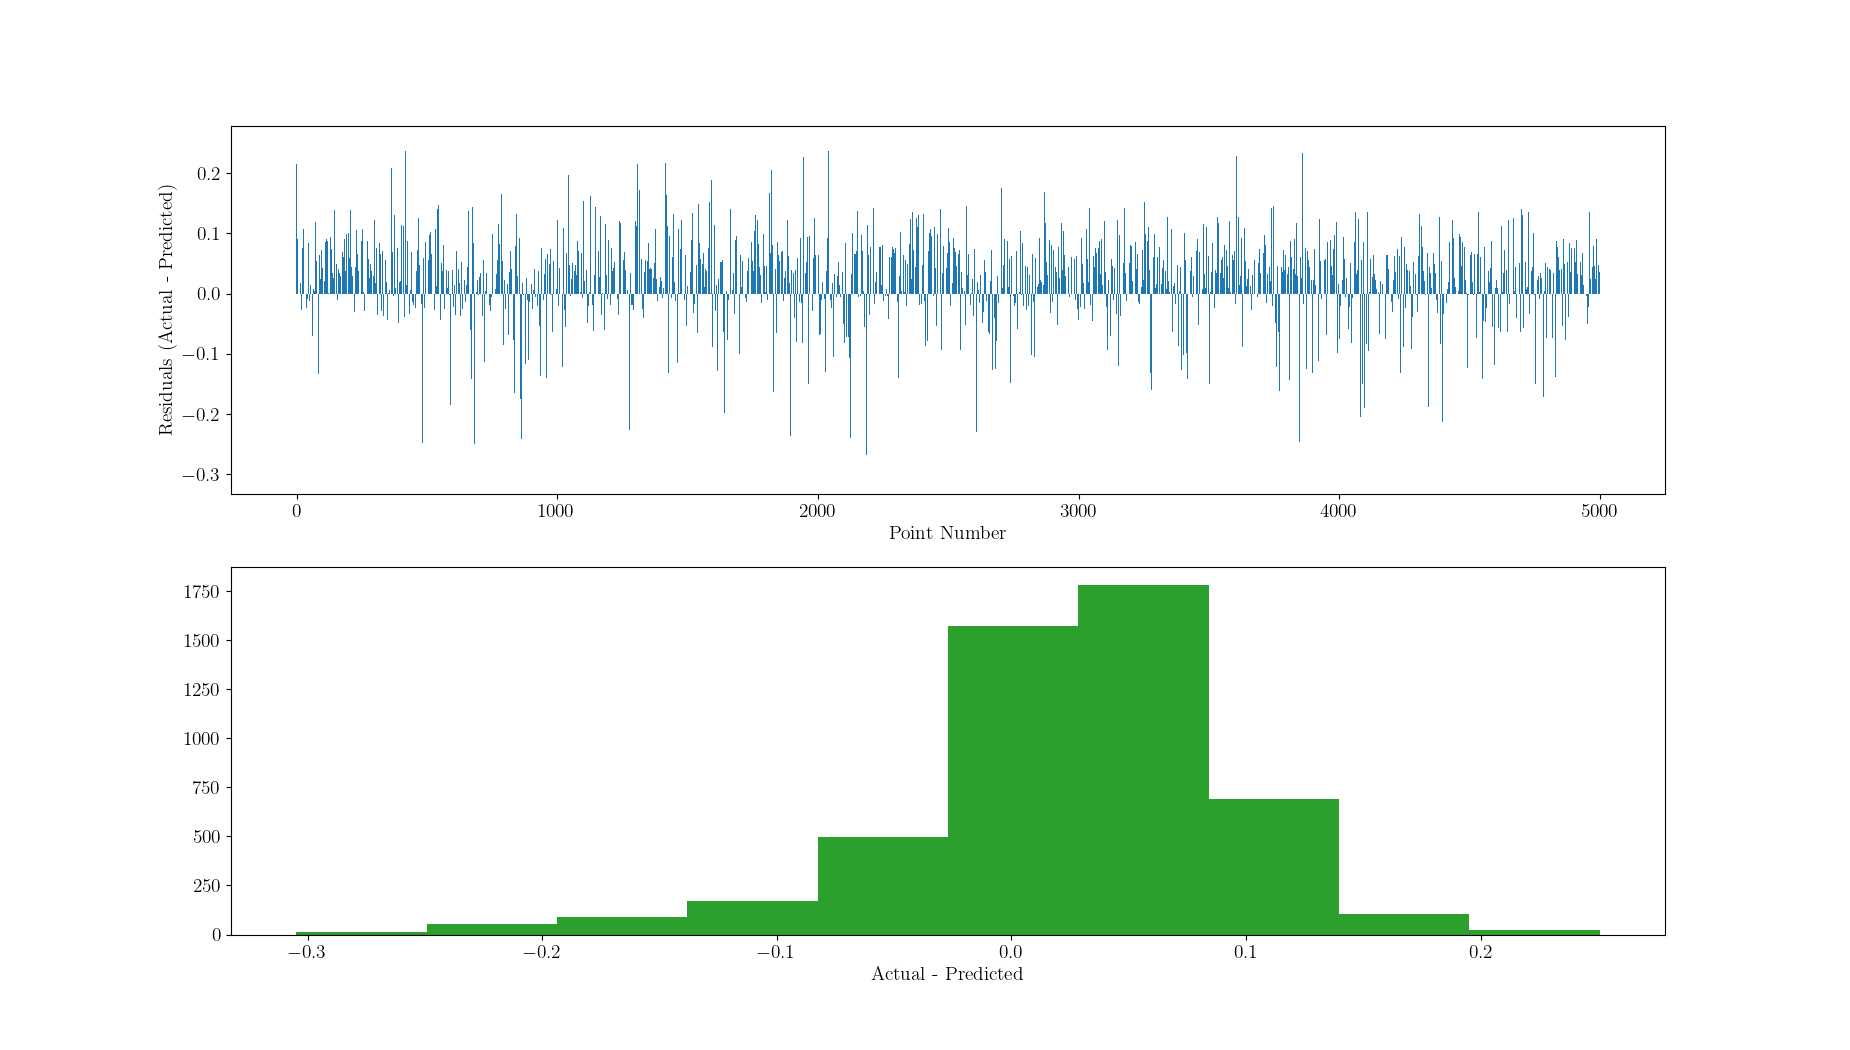 Residuals (Actual - Predicted)
0.2
0.1
0.0
−0.1
−0.2
−0.3
0 1000 2000 3000 4000 5000
Point Number
1750
1500
1250
1000
750
500
250
0
−0.3 −0.2 −0.1 0.0 0.1 0.2
Actual - Predicted